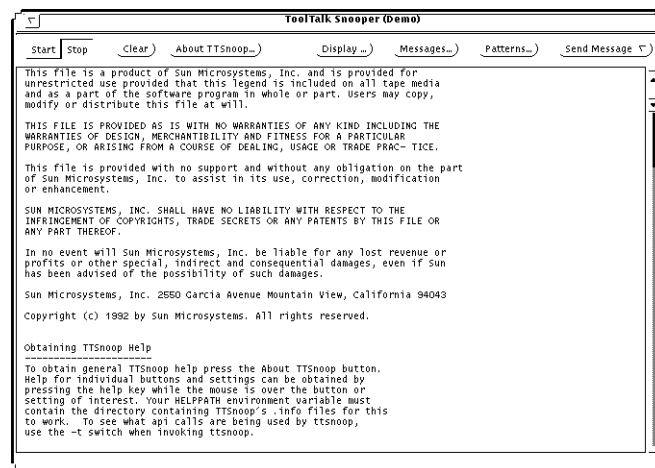 ToolTalk Snooper (Demo)
Start Stop Clear About TTSnoop... Display ... Messages... Patterns... Send Message
This file is a product of Sun Microsystems, Inc. and is provided for
unrestricted use provided that this legend is included on all tape media
and as a part of the software program in whole or part. Users may copy,
modify or distribute this file at will.
THIS FILE IS PROVIDED AS IS WITH NO WARRANTIES OF ANY KIND INCLUDING THE
WARRANTIES OF DESIGN, MERCHANTIBILITY AND FITNESS FOR A PARTICULAR
PURPOSE, OR ARISING FROM A COURSE OF DEALING, USAGE OR TRADE PRAC- TICE.
This file is provided with no support and without any obligation on the part
of Sun Microsystems, Inc. to assist in its use, correction, modification
or enhancement.
SUN MICROSYSTEMS, INC. SHALL HAVE NO LIABILITY WITH RESPECT TO THE
INFRINGEMENT OF COPYRIGHTS, TRADE SECRETS OR ANY PATENTS BY THIS FILE OR
ANY PART THEREOF.
In no event will Sun Microsystems, Inc. be liable for any lost revenue or
profits or other special, indirect and consequential damages, even if Sun
has been advised of the possibility of such damages.
Sun Microsystems, Inc. 2550 Garcia Avenue Mountain View, California 94043
Copyright (c) 1992 by Sun Microsystems. All rights reserved.
Obtaining TTSnoop Help
----------------------
To obtain general TTSnoop help press the About TTSnoop button.
Help for individual buttons and settings can be obtained by
pressing the help key while the mouse is over the button or
setting of interest. Your HELPPATH environment variable must
contain the directory containing TTSnoop's .info files for this
to work. To see what api calls are being used by ttsnoop,
use the -t switch when invoking ttsnoop.